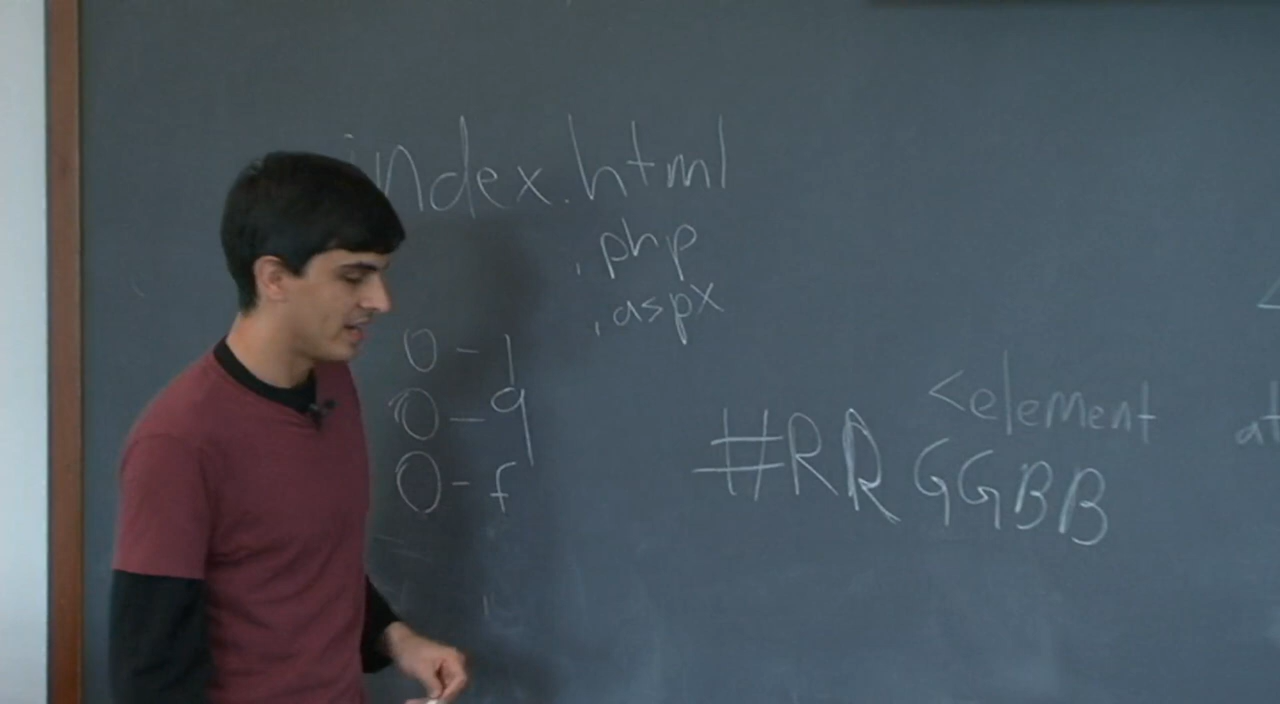 index.html
.php
.aspx
0-1
0-9
0-f
<element
#RRGGBB